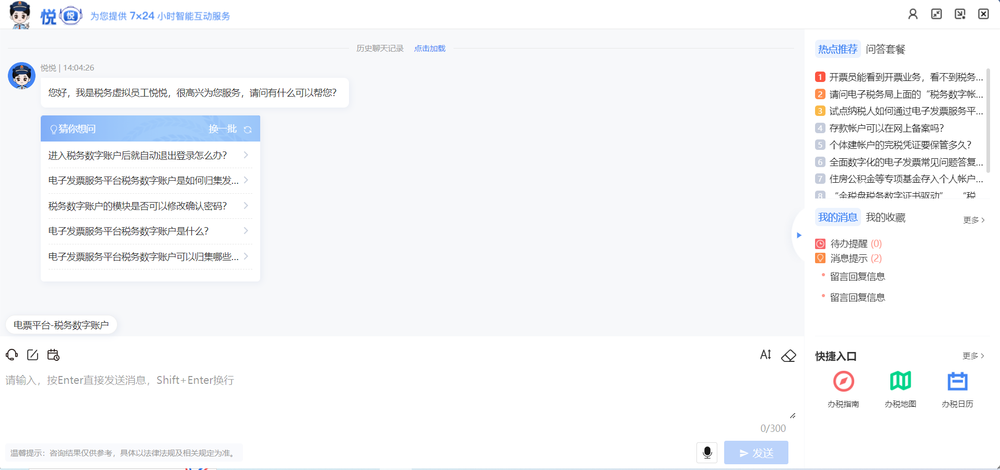 悦 悦 为您提供 7×24 小时智能互动服务
历史聊天记录 点击加载
悦悦 | 14:04:26
您好，我是税务虚拟员工悦悦，很高兴为您服务，请问有什么可以帮您?
猜你想问 换一批
进入税务数字账户后就自动退出登录怎么办?
电子发票服务平台税务数字账户是如何归集发...
税务数字账户的模块是否可以修改确认密码?
电子发票服务平台税务数字账户是什么?
电子发票服务平台税务数字账户可以归集哪些...
电票平台-税务数字账户
请输入，按Enter直接发送消息，Shift+Enter换行
0/300
温馨提示：咨询结果仅供参考，具体以法律法规及相关规定为准。
发送
热点推荐 问答套餐
1 开票员能看到开票业务，看不到税务...
2 请问电子税务局上面的“税务数字帐...
3 试点纳税人如何通过电子发票服务平...
4 存款帐户可以在网上备案吗?
5 个体建帐户的完税凭证要保管多久?
6 全面数字化的电子发票常见问题答复...
7 住房公积金等专项基金存入个人帐户...
8 “金税盘税务数字证书驱动” “税
我的消息 我的收藏 更多
待办提醒 (0)
消息提示 (2)
留言回复信息
留言回复信息
快捷入口 更多
办税指南 办税地图 办税日历